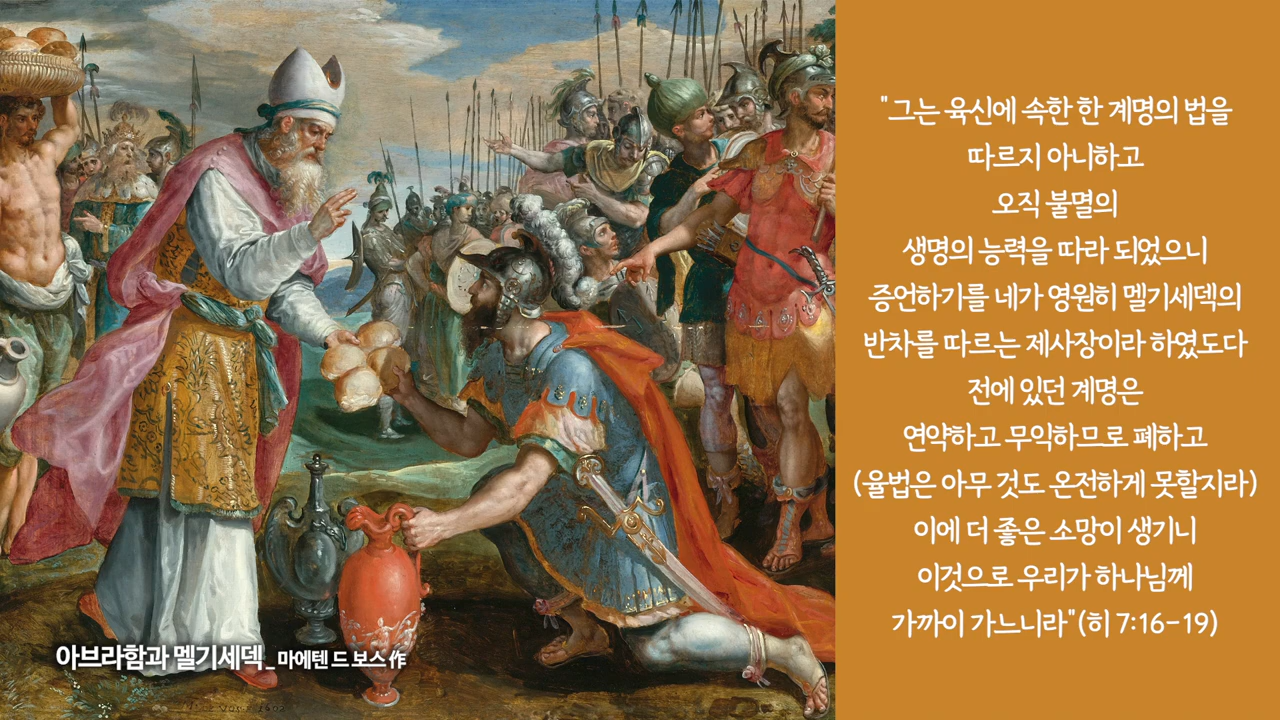 "그는 육신에 속한 한 계명의 법을
따르지 아니하고
오직 불멸의
생명의 능력을 따라 되었으니
증언하기를 네가 영원히 멜기세덱의
반차를 따르는 제사장이라 하였도다
전에 있던 계명은
연약하고 무익하므로 폐하고
(율법은 아무 것도 온전하게 못할지라)
이에 더 좋은 소망이 생기니
이것으로 우리가 하나님께
가까이 가느니라"(히 7:16-19)
아브라함과 멜기세덱_마에텐 드 보스 作